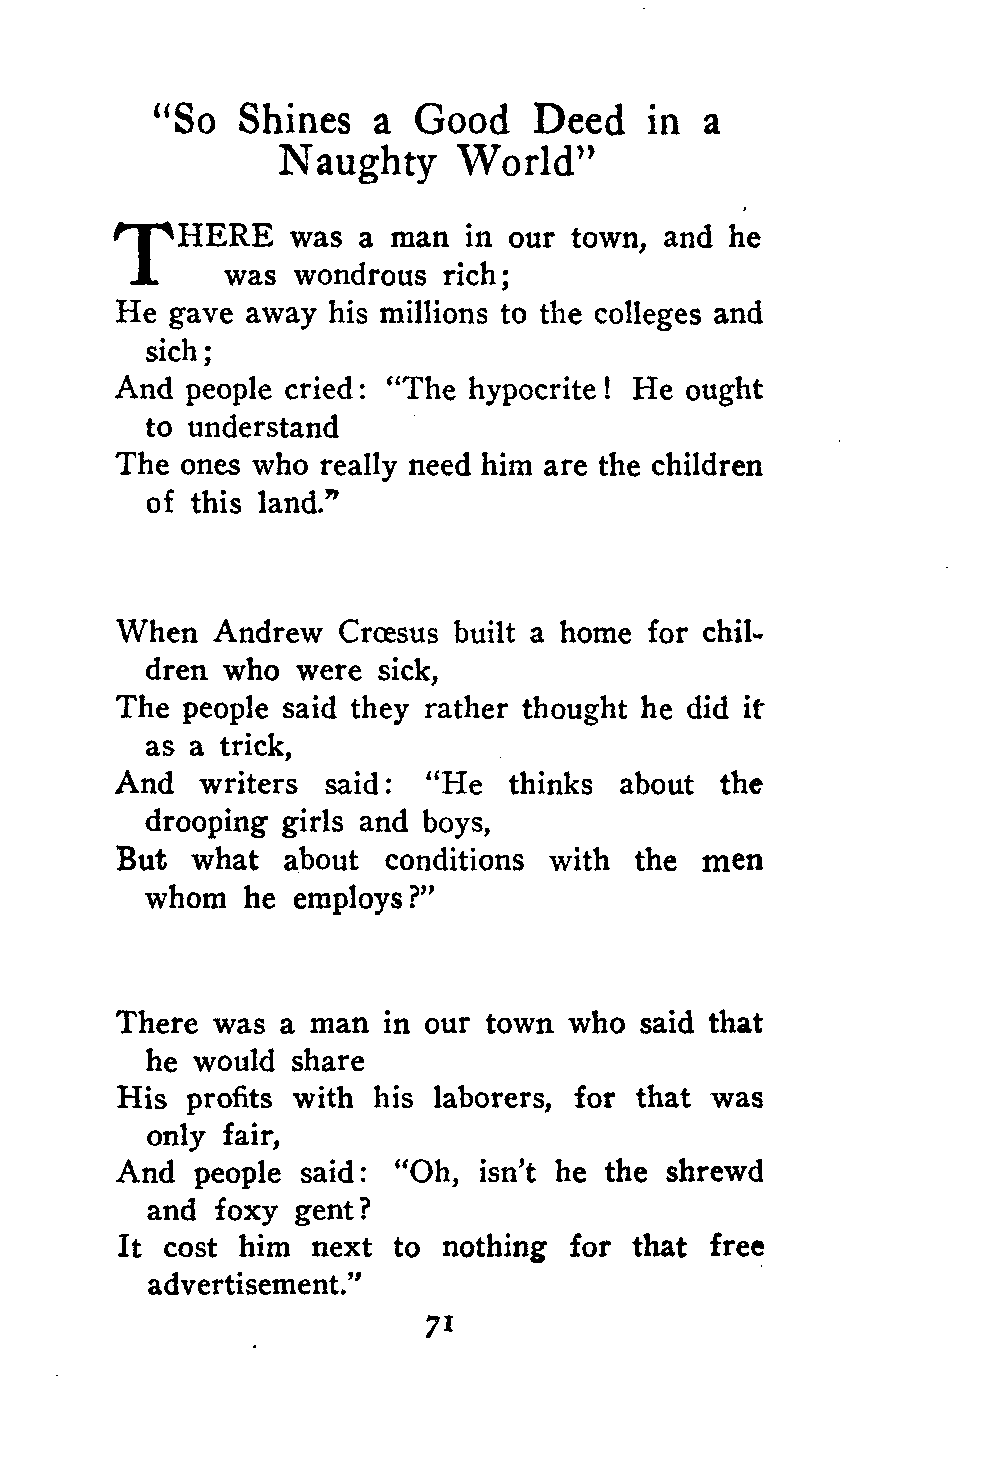 “So Shines a Good Deed in a
Naughty World”
THERE was a man in our town, and he
was wondrous rich;
He gave away his millions to the colleges and
sich;
And people cried: “The hypocrite! He ought
to understand
The ones who really need him are the children
of this land.”
When Andrew Crœsus built a home for chil-
dren who were sick,
The people said they rather thought he did it
as a trick,
And writers said: “He thinks about the
drooping girls and boys,
But what about conditions with the men
whom he employs?”
There was a man in our town who said that
he would share
His profits with his laborers, for that was
only fair,
And people said: “Oh, isn’t he the shrewd
and foxy gent?
It cost him next to nothing for that free
advertisement.”
71